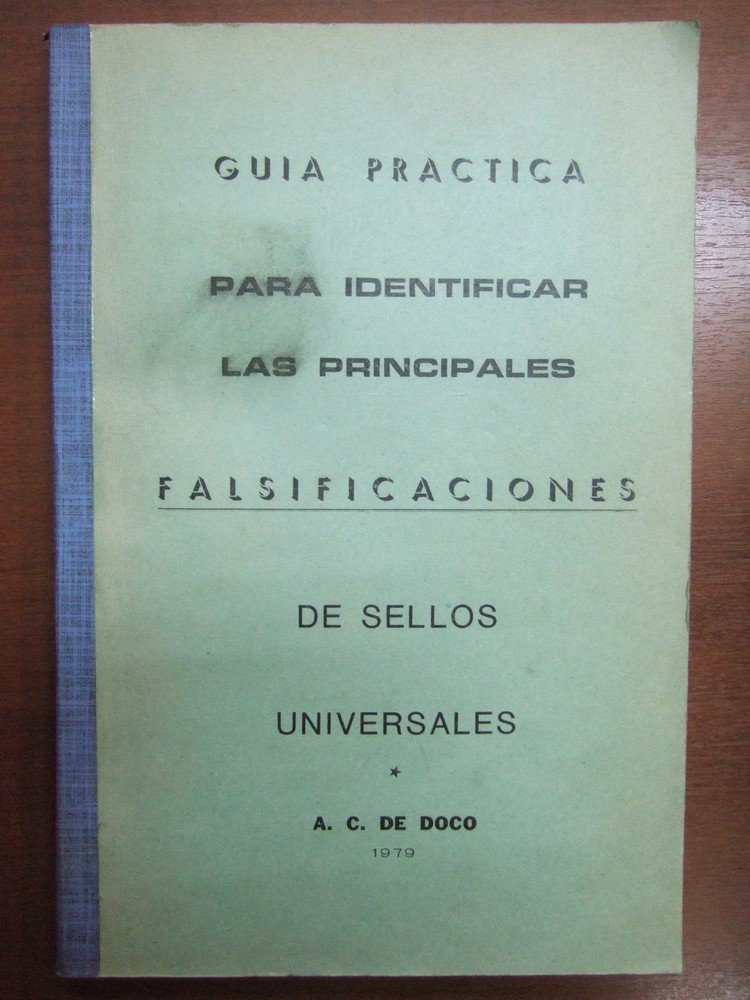 GUIA PRACTICA
PARA IDENTIFICAR
LAS PRINCIPALES
FALSIFICACIONES
DE SELLOS
UNIVERSALES
★
A. C. DE DOCO
1979